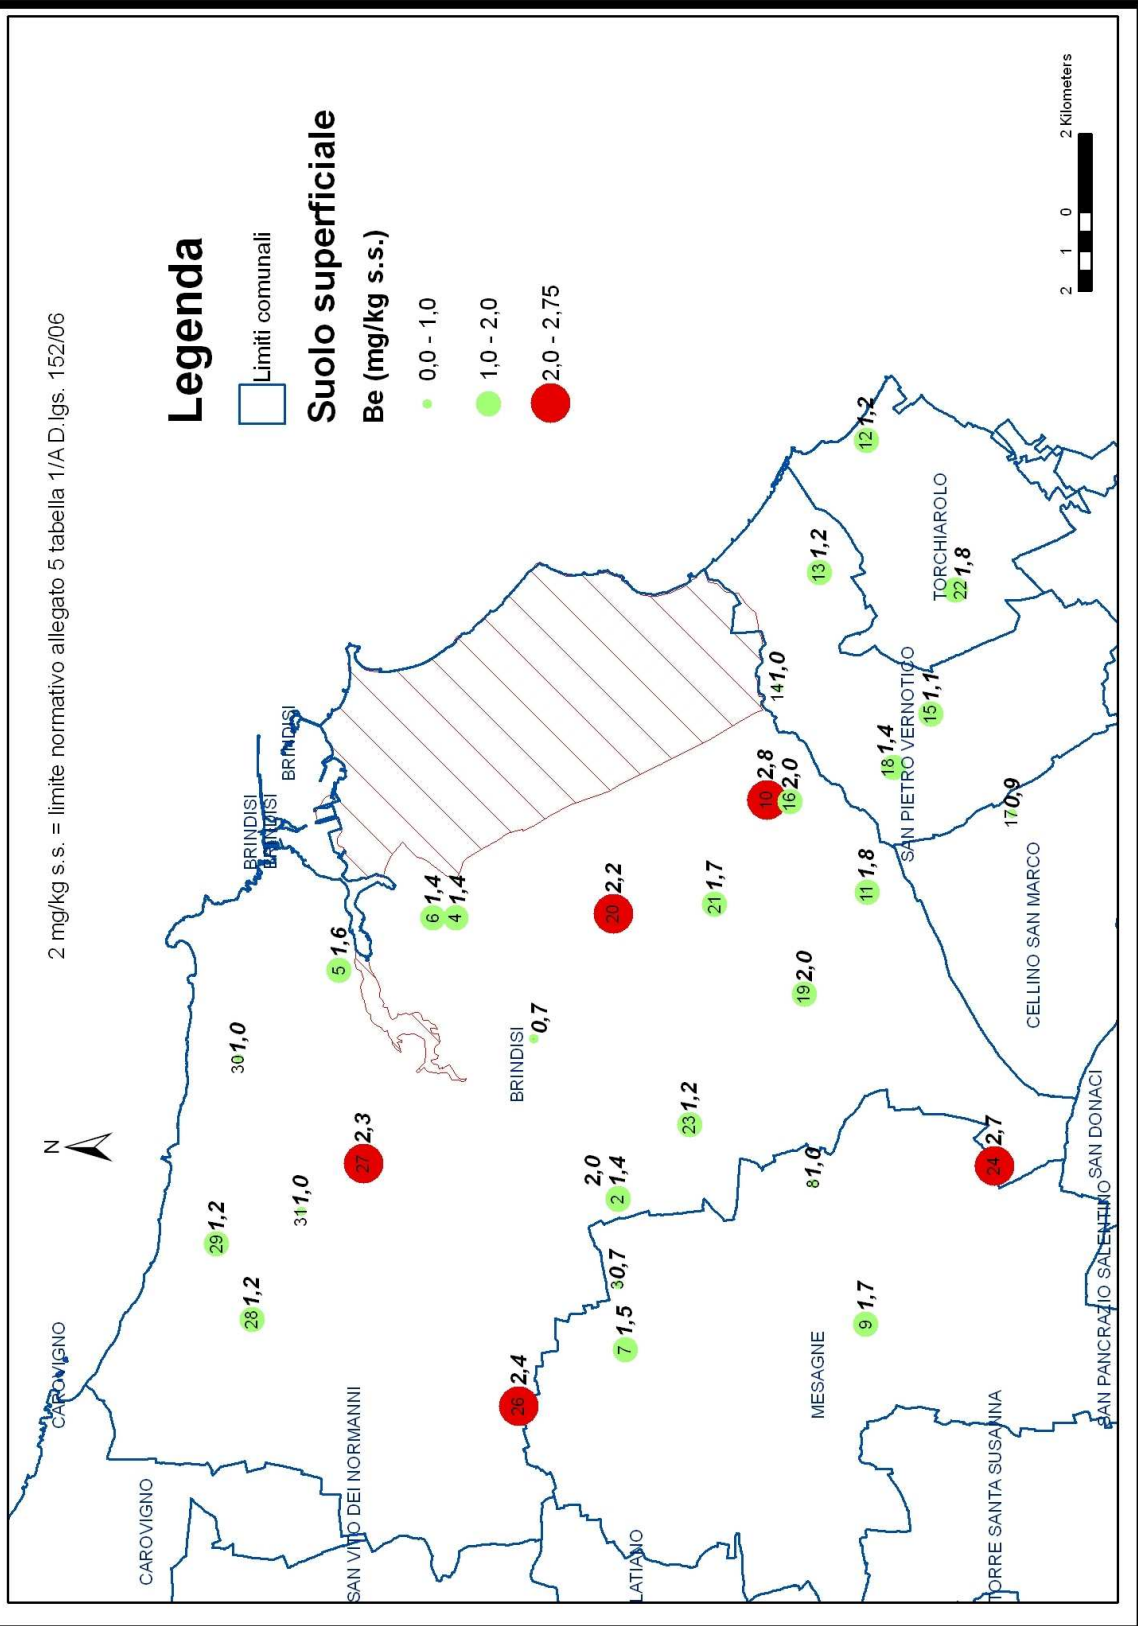 2 mg/kg s.s. = limite normativo allegato 5 tabella 1/A D.lgs. 152/06
Legenda
Limiti comunali
Suolo superficiale
Be (mg/kg s.s.)
0,0 - 1,0
1,0 - 2,0
2,0 - 2,75
N
2 1 0 2 Kilometers
CAROVIGNO
CAROVIGNO
SAN VITO DEI NORMANNI
LATIANO
TORRE SANTA SUSANNA
MESAGNE
SAN PANCRAZIO SALENTINO
SAN DONACI
CELLINO SAN MARCO
SAN PIETRO VERNOTICO
TORCHIAROLO
BRINDISI
BRINDISI
BRINDISI
BRINDISI
29 1,2
28 1,2
31 1,0
30 1,0
27 2,3
26 2,4
5 1,6
6 1,4
4 1,4
0,7
20 2,2
2,0
2 1,4
3 0,7
7 1,5
23 1,2
21 1,7
10 2,8
16 2,0
14 1,0
19 2,0
8 1,0
9 1,7
11 1,8
18 1,4
15 1,1
13 1,2
12 1,2
22 1,8
17 0,9
24 2,7